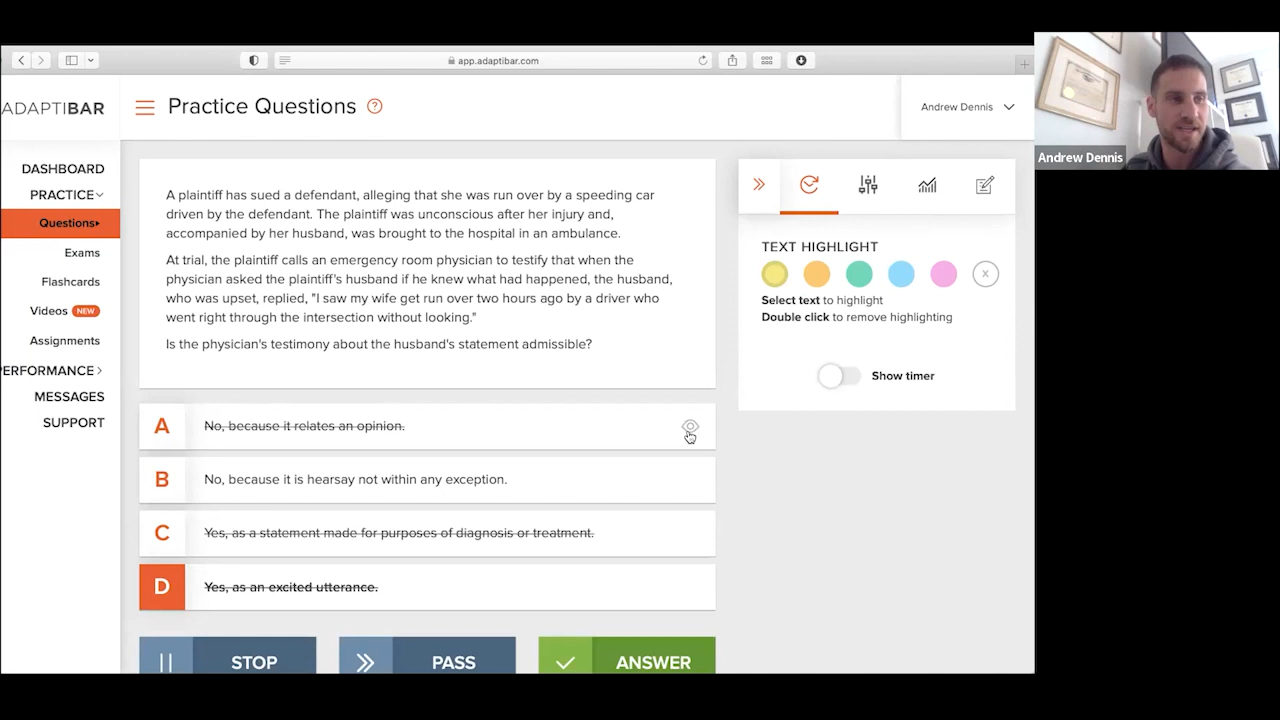 app.adaptibar.com
ADAPTIBAR
Practice Questions ?
Andrew Dennis
DASHBOARD
PRACTICE
Questions
Exams
Flashcards
Videos NEW
Assignments
ERFORMANCE
MESSAGES
SUPPORT
A plaintiff has sued a defendant, alleging that she was run over by a speeding car
driven by the defendant. The plaintiff was unconscious after her injury and,
accompanied by her husband, was brought to the hospital in an ambulance.
At trial, the plaintiff calls an emergency room physician to testify that when the
physician asked the plaintiff's husband if he knew what had happened, the husband,
who was upset, replied, "I saw my wife get run over two hours ago by a driver who
went right through the intersection without looking."
Is the physician's testimony about the husband's statement admissible?
A No, because it relates an opinion.
B No, because it is hearsay not within any exception.
C Yes, as a statement made for purposes of diagnosis or treatment.
D Yes, as an excited utterance.
STOP
PASS
ANSWER
TEXT HIGHLIGHT
X
Select text to highlight
Double click to remove highlighting
Show timer
Andrew Dennis